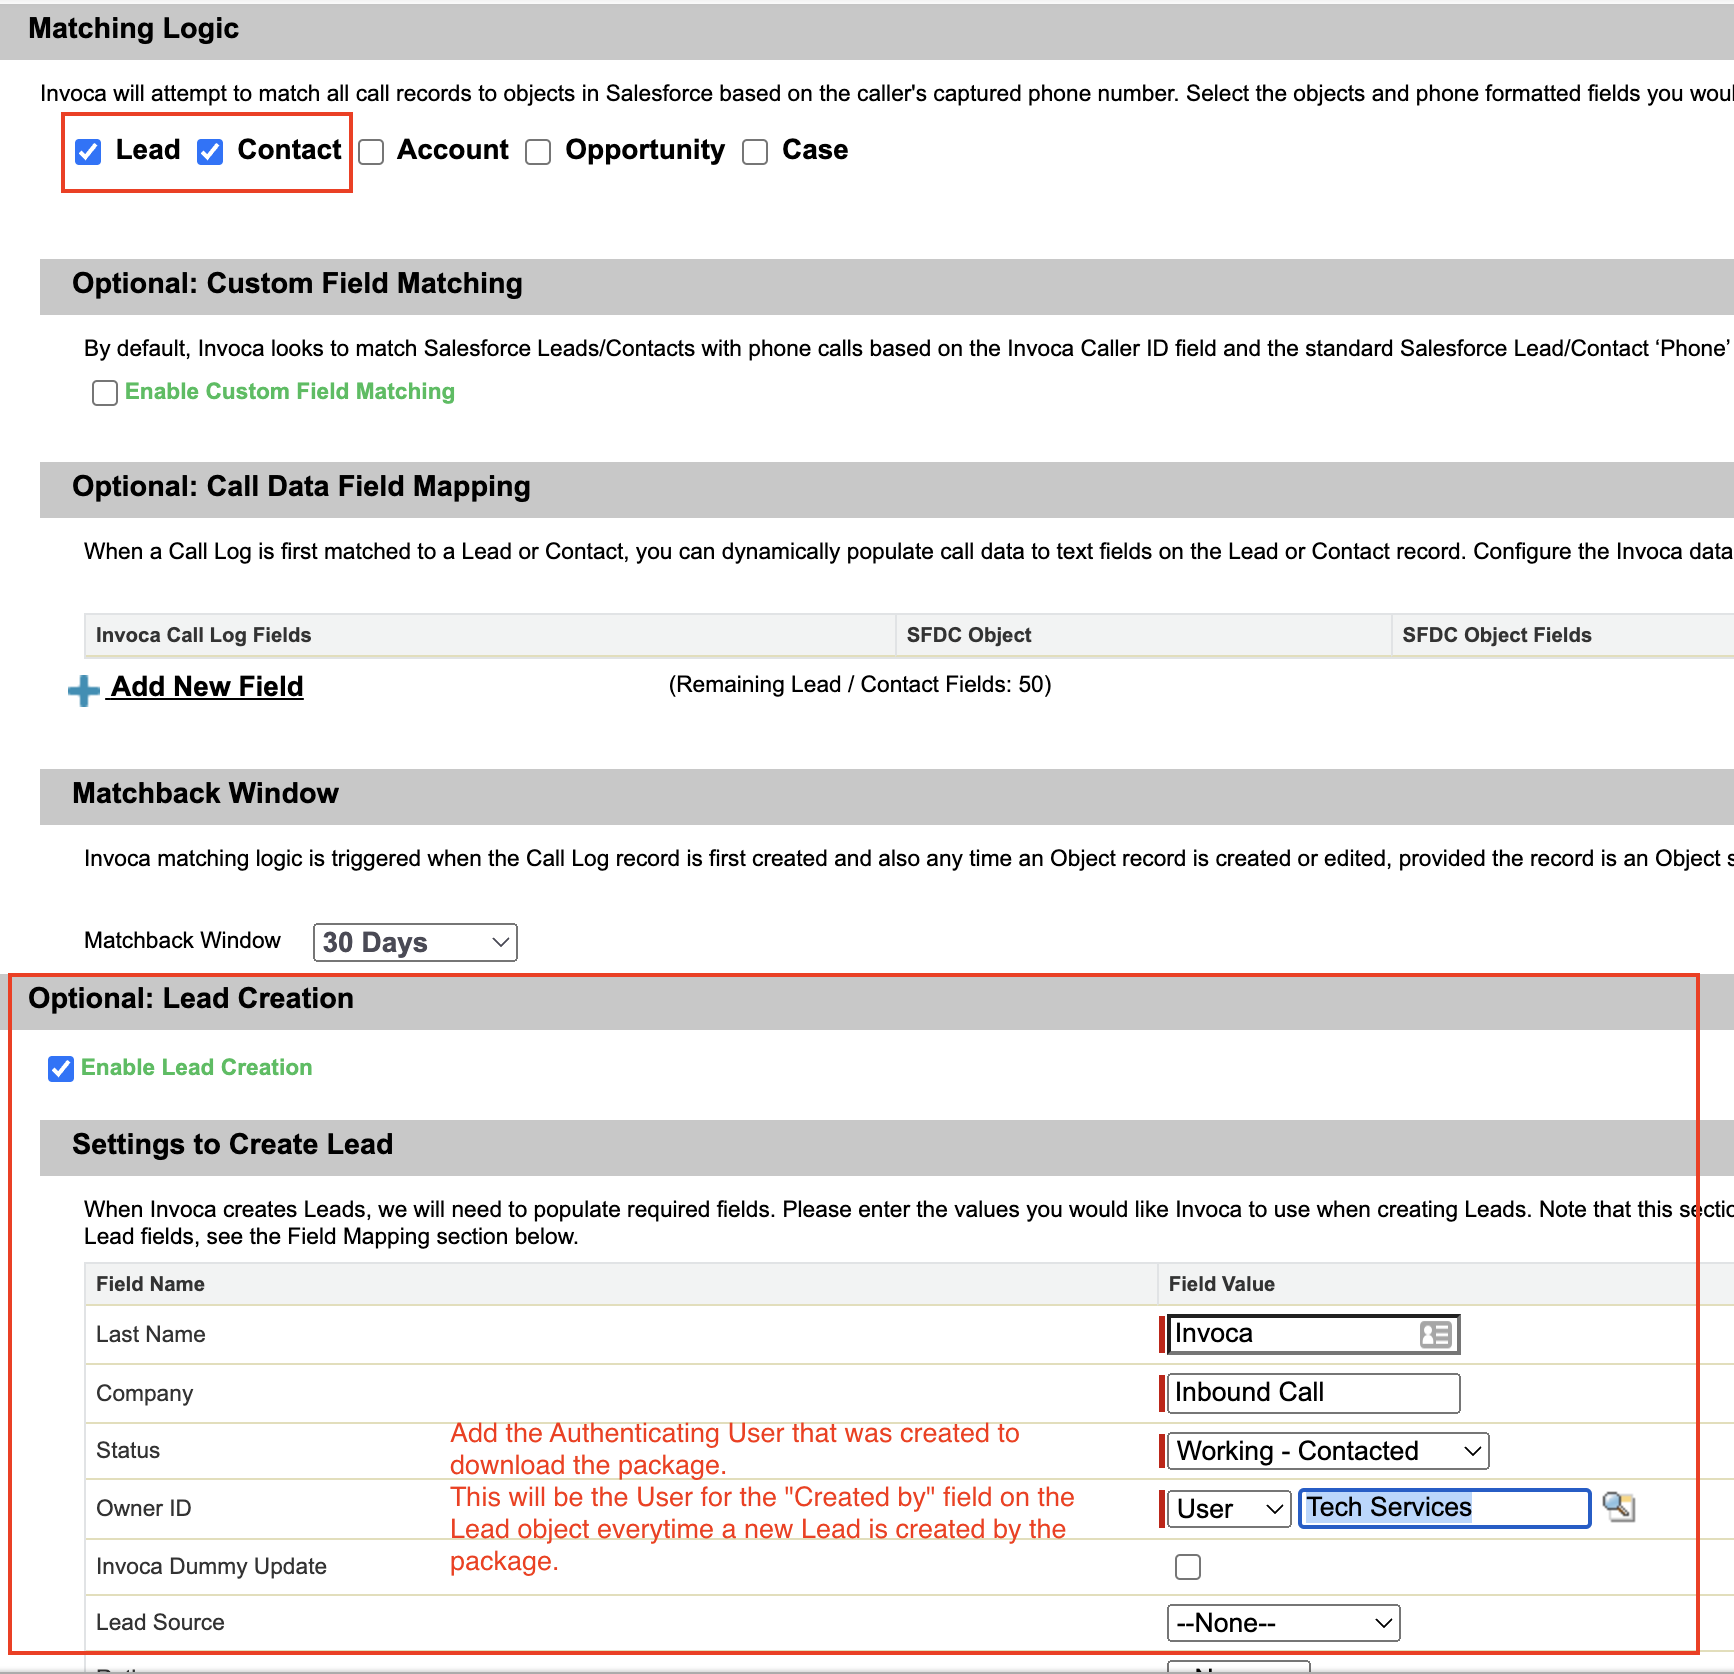 Matching Logic
Invoca will attempt to match all call records to objects in Salesforce based on the caller's captured phone number. Select the objects and phone formatted fields you
Lead Contact Account Opportunity Case
Optional: Custom Field Matching
By default, Invoca looks to match Salesforce Leads/Contacts with phone calls based on the Invoca Caller ID field and the standard Salesforce Lead/Contact ‘Phone’
Enable Custom Field Matching
Optional: Call Data Field Mapping
When a Call Log is first matched to a Lead or Contact, you can dynamically populate call data to text fields on the Lead or Contact record. Configure the Invoca data
Invoca Call Log Fields SFDC Object SFDC Object Fields
Add New Field (Remaining Lead / Contact Fields: 50)
Matchback Window
Invoca matching logic is triggered when the Call Log record is first created and also any time an Object record is created or edited, provided the record is an Object
Matchback Window 30 Days
Optional: Lead Creation
Enable Lead Creation
Settings to Create Lead
When Invoca creates Leads, we will need to populate required fields. Please enter the values you would like Invoca to use when creating Leads. Note that this
Lead fields, see the Field Mapping section below.
Field Name Field Value
Last Name Invoca
Company Inbound Call
Add the Authenticating User that was created to
Status Working - Contacted
download the package.
This will be the User for the "Created by" field on the
Owner ID User Tech Services
Lead object everytime a new Lead is created by the
package.
Invoca Dummy Update
Lead Source --None--